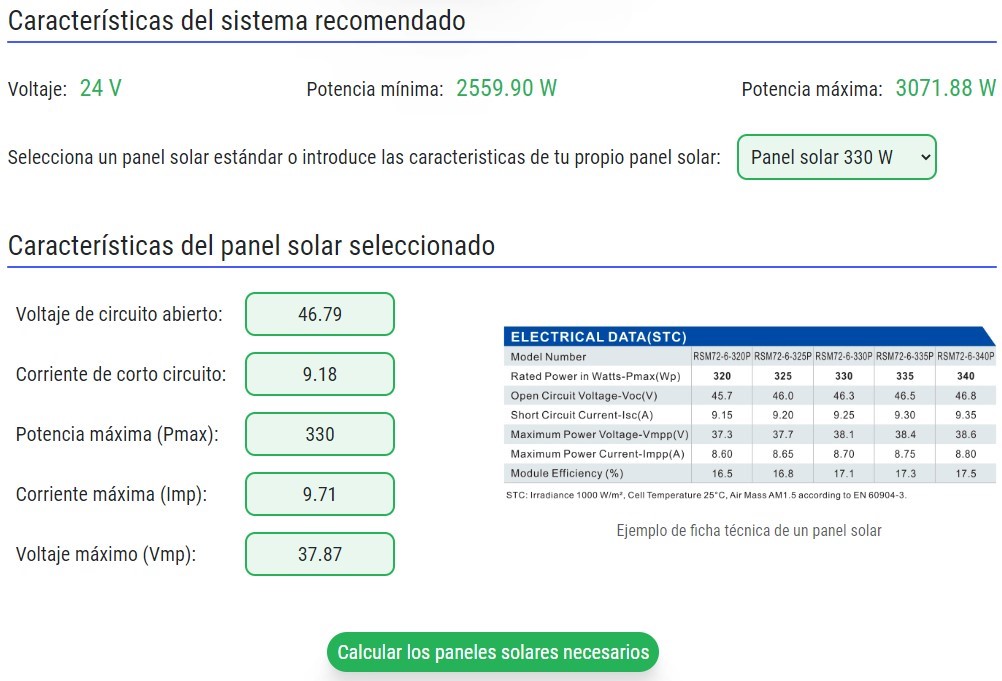 Características del sistema recomendado
Voltaje: 24 V Potencia mínima: 2559.90 W Potencia máxima: 3071.88 W
Selecciona un panel solar estándar o introduce las caracteristicas de tu propio panel solar: Panel solar 330 W
Características del panel solar seleccionado
Voltaje de circuito abierto: 46.79
Corriente de corto circuito: 9.18
Potencia máxima (Pmax): 330
Corriente máxima (Imp): 9.71
Voltaje máximo (Vmp): 37.87
ELECTRICAL DATA(STC)
Model Number RSM72-6-320P RSM72-6-325P RSM72-6-330P RSM72-6-335P RSM72-6-340P
Rated Power in Watts-Pmax(Wp) 320 325 330 335 340
Open Circuit Voltage-Voc(V) 45.7 46.0 46.3 46.5 46.8
Short Circuit Current-Isc(A) 9.15 9.20 9.25 9.30 9.35
Maximum Power Voltage-Vmpp(V) 37.3 37.7 38.1 38.4 38.6
Maximum Power Current-Impp(A) 8.60 8.65 8.70 8.75 8.80
Module Efficiency (%) 16.5 16.8 17.1 17.3 17.5
STC: Irradiance 1000 W/m², Cell Temperature 25°C, Air Mass AM1.5 according to EN 60904-3.
Ejemplo de ficha técnica de un panel solar
Calcular los paneles solares necesarios